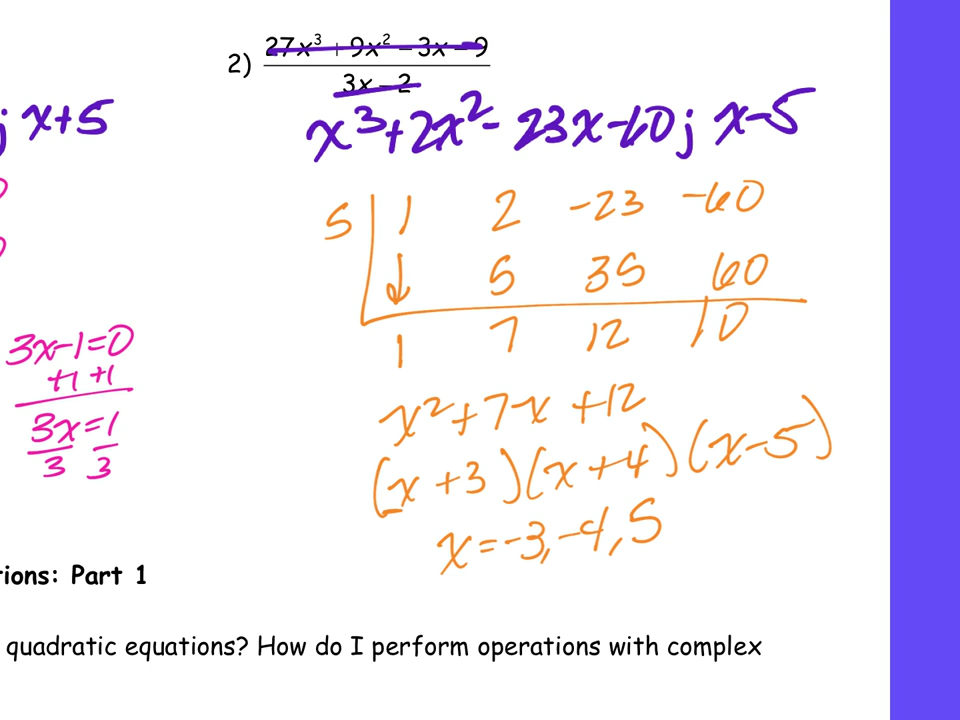 2) 27x³ + 9x² – 3x – 9
3x – 2
; x+5
x³+2x²-23x-60; x-5
5 1 2 -23 -60
↓ 5 35 60
1 7 12 0
3x-1=0
+1 +1
3x=1
3 3
x²+7x+12
(x+3)(x+4)(x-5)
x=-3,-4,5
tions: Part 1
quadratic equations? How do I perform operations with complex